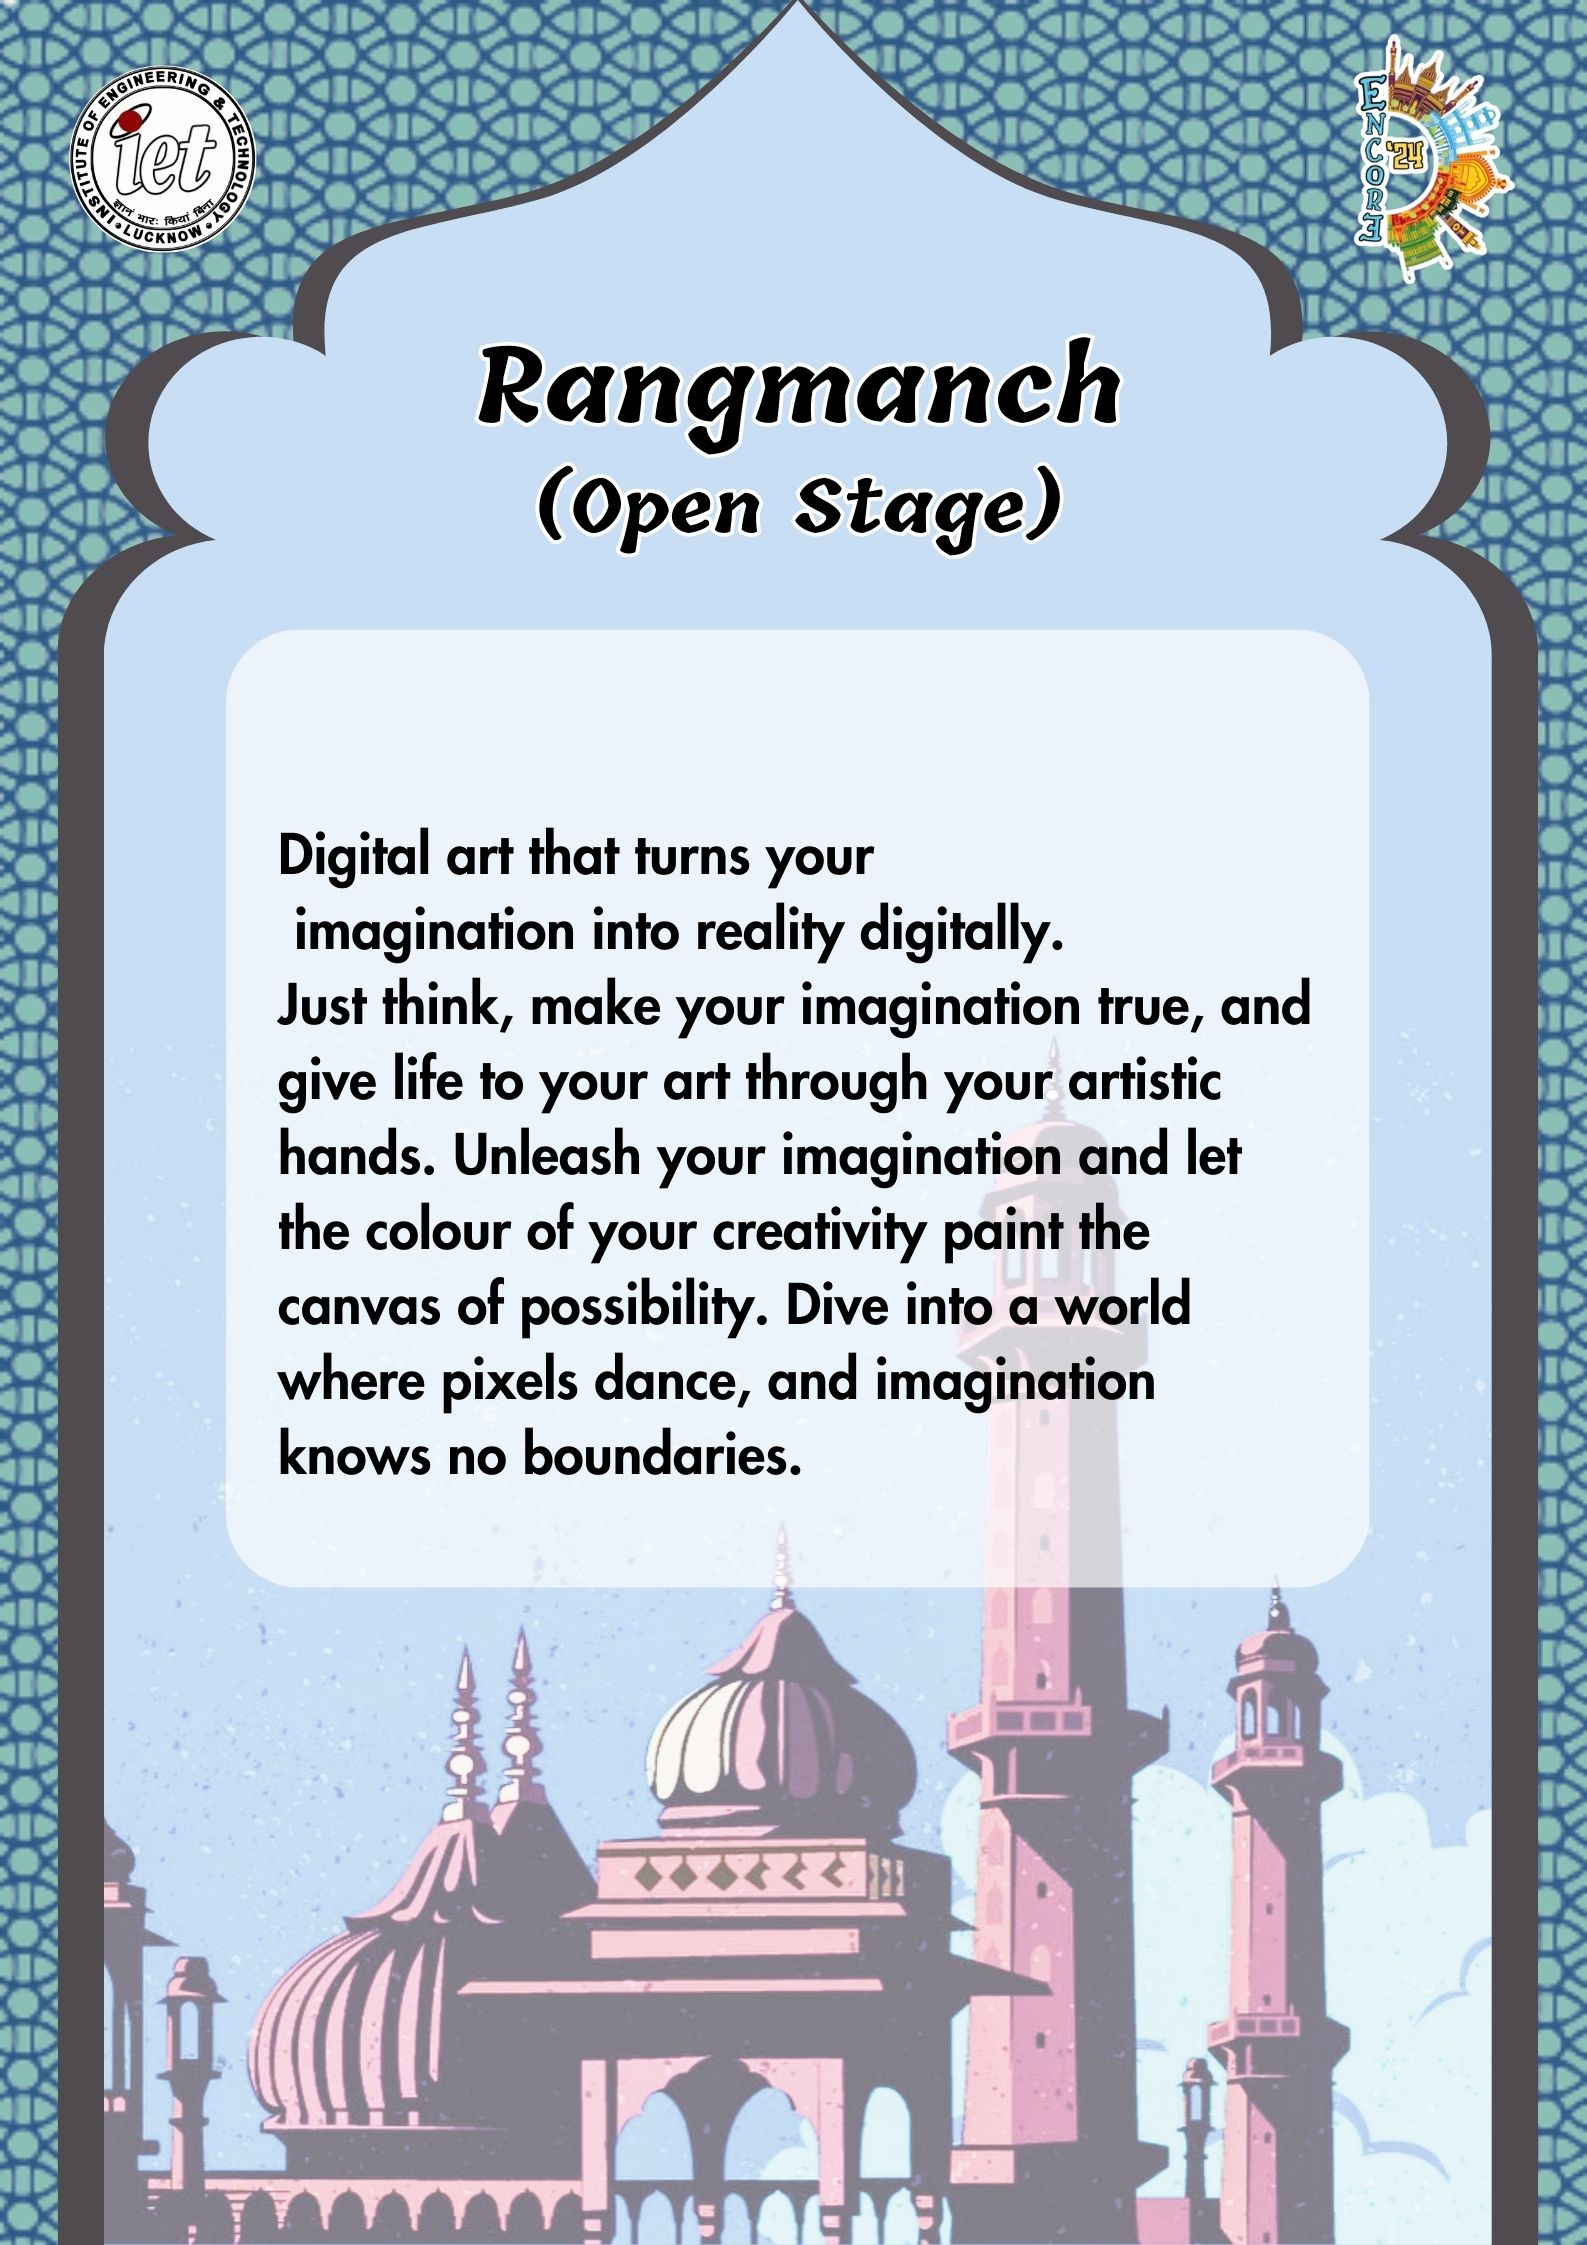 INSTITUTE OF ENGINEERING & TECHNOLOGY
iet
ज्ञानं भारः क्रियां बिना
• LUCKNOW •
ENCORE
'24
Rangmanch
(Open Stage)
Digital art that turns your
imagination into reality digitally.
Just think, make your imagination true, and
give life to your art through your artistic
hands. Unleash your imagination and let
the colour of your creativity paint the
canvas of possibility. Dive into a world
where pixels dance, and imagination
knows no boundaries.